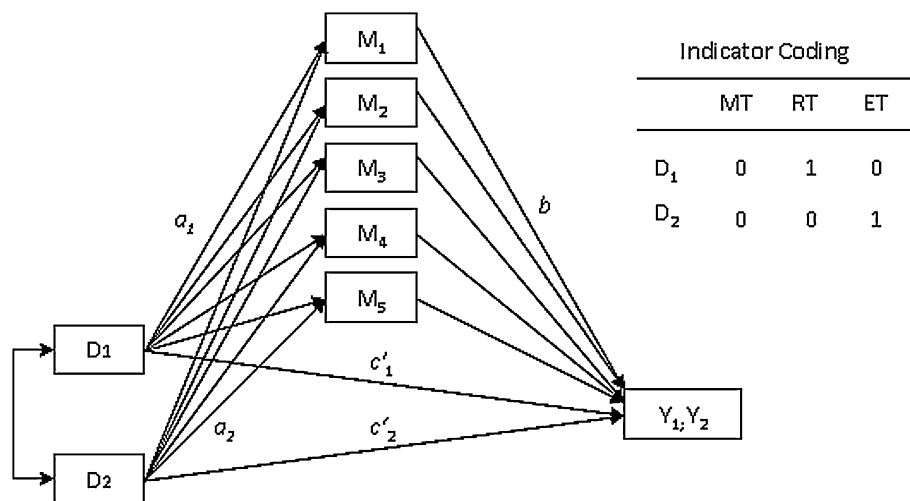 M₁
M₂
M₃
M₄
M₅
a₁
b
D1
c'₁
a₂
c'₂
D2
Y₁; Y₂
Indicator Coding
MT RT ET
D₁ 0 1 0
D₂ 0 0 1